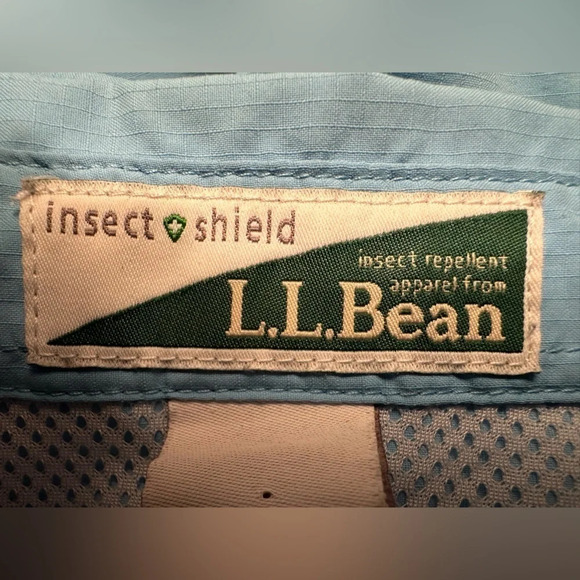 insect shield
insect repellent
apparel from
L.L.Bean